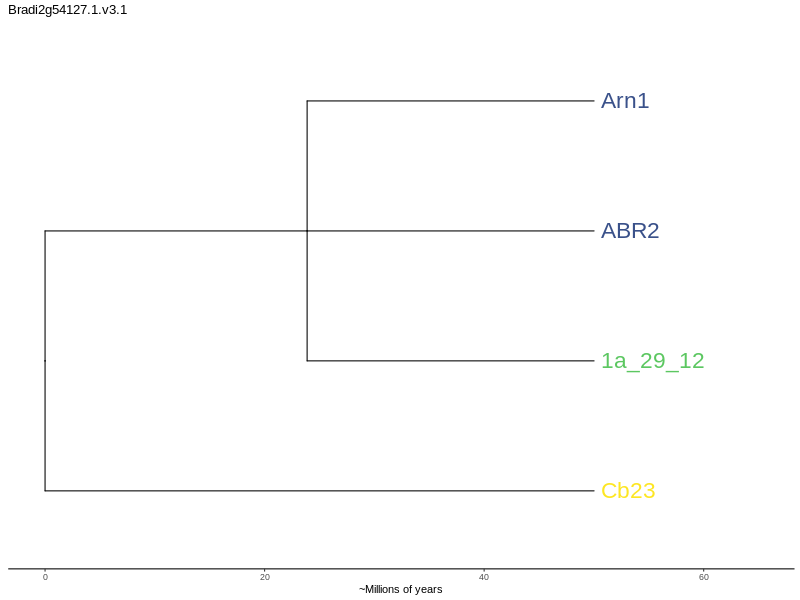 Bradi2g54127.1.v3.1
Arn1
ABR2
1a_29_12
Cb23
0 20 40 60
~Millions of years